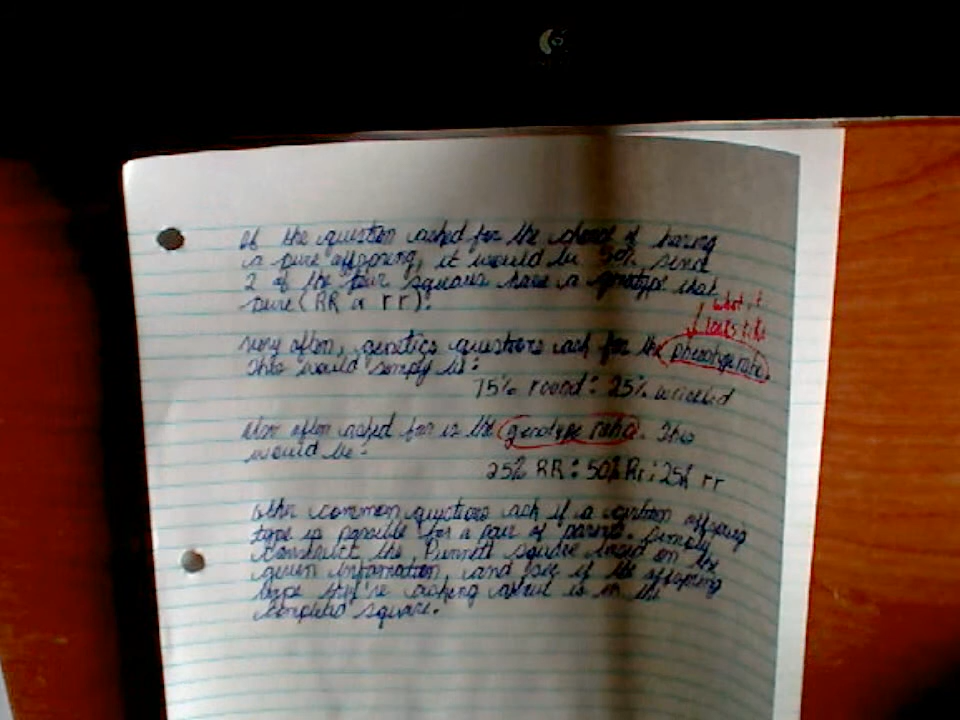 If the question asked for the chance of having
a pure offspring, it would be 50% since
2 of the four squares have a genotype that
pure (RR or rr).
what it
looks like
Very often, genetics questions ask for the phenotype ratio.
This would simply be:
75% round : 25% wrinkled
Also often asked for is the genotype ratio. This
would be:
25% RR : 50% Rr : 25% rr
Other common questions ask if a certain offspring
type is possible for a pair of parents. Simply
construct the Punnett square based on the
given information, and see if the offspring
type they're asking about is in the
completed square.